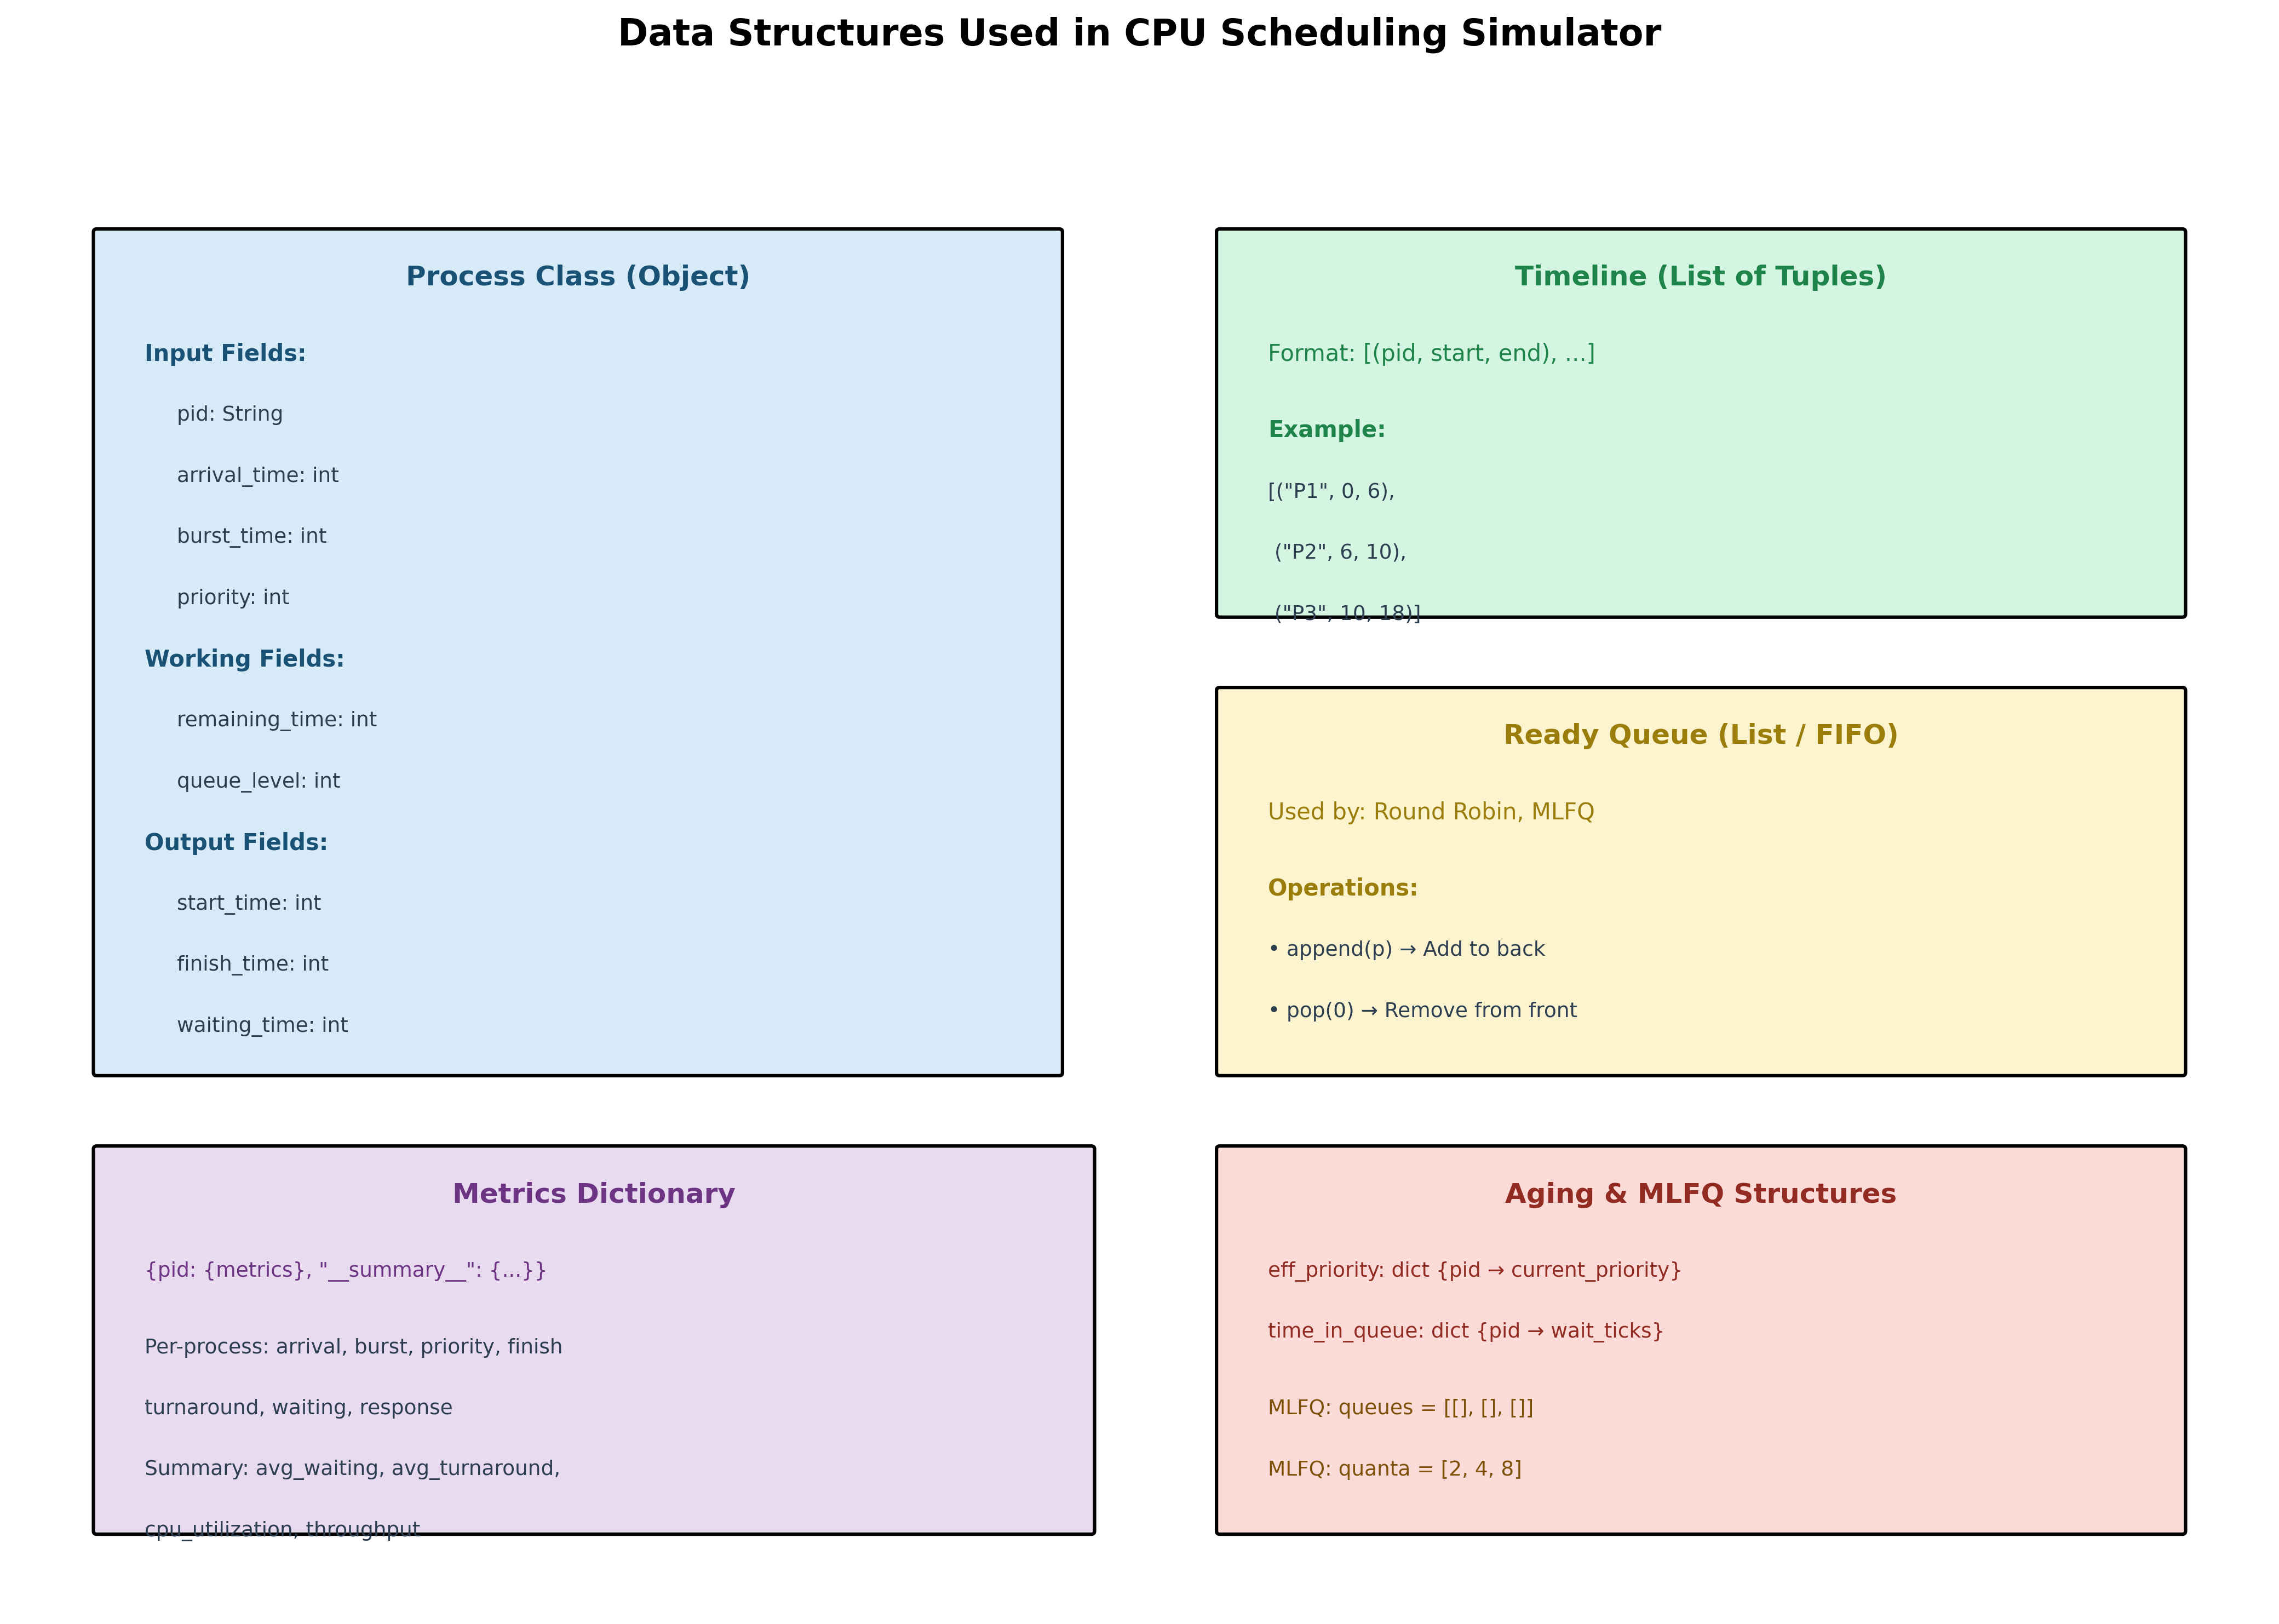 Data Structures Used in CPU Scheduling Simulator
Process Class (Object)
Input Fields:
pid: String
arrival_time: int
burst_time: int
priority: int
Working Fields:
remaining_time: int
queue_level: int
Output Fields:
start_time: int
finish_time: int
waiting_time: int
Timeline (List of Tuples)
Format: [(pid, start, end), ...]
Example:
[("P1", 0, 6),
("P2", 6, 10),
("P3", 10, 18)]
Ready Queue (List / FIFO)
Used by: Round Robin, MLFQ
Operations:
• append(p) → Add to back
• pop(0) → Remove from front
Metrics Dictionary
{pid: {metrics}, "__summary__": {...}}
Per-process: arrival, burst, priority, finish
turnaround, waiting, response
Summary: avg_waiting, avg_turnaround,
cpu_utilization, throughput
Aging & MLFQ Structures
eff_priority: dict {pid → current_priority}
time_in_queue: dict {pid → wait_ticks}
MLFQ: queues = [[], [], []]
MLFQ: quanta = [2, 4, 8]